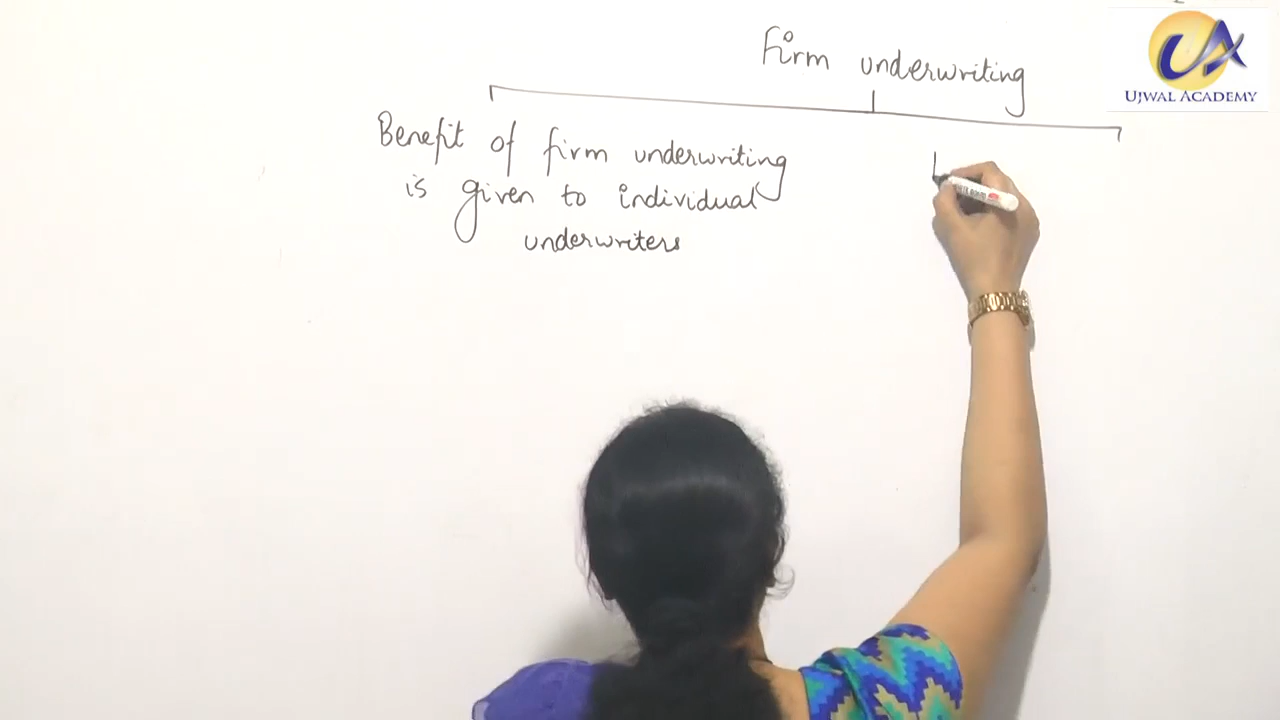 Firm underwriting
UJWAL ACADEMY
Benefit of firm underwriting
is given to individual
underwriters